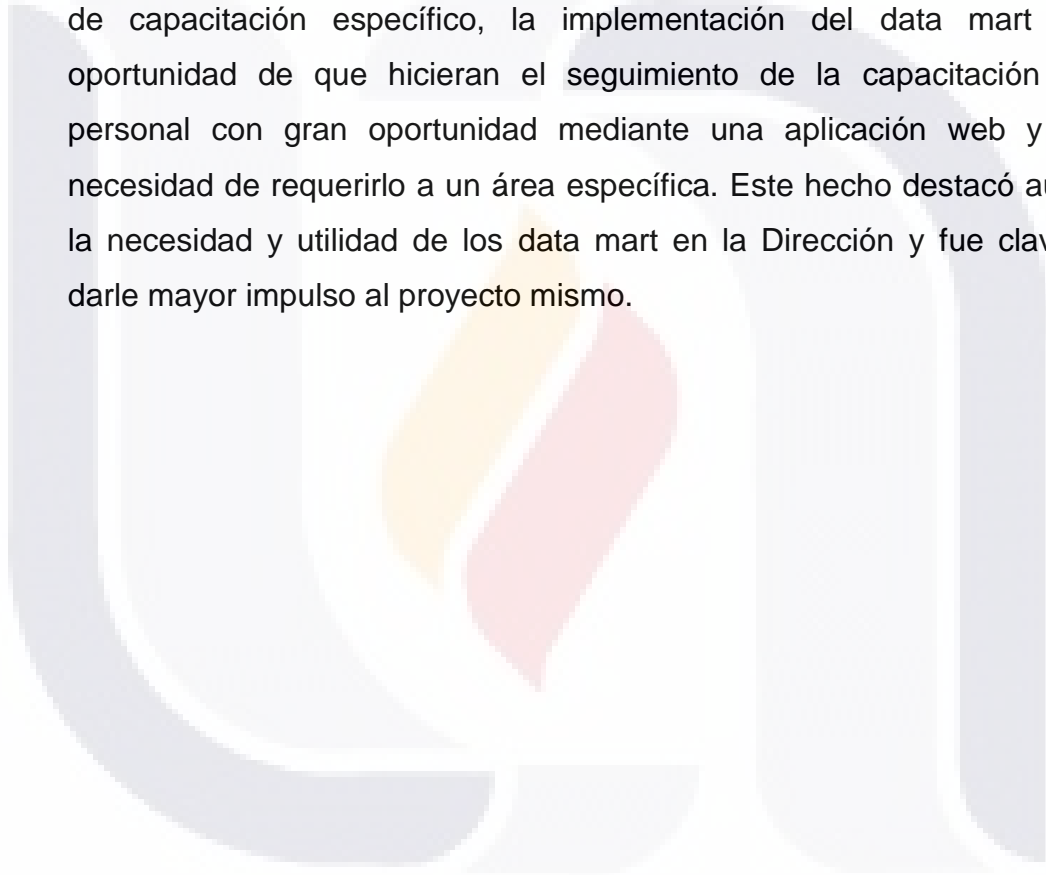 de capacitación específico, la implementación del data mart
oportunidad de que hicieran el seguimiento de la capacitación
personal con gran oportunidad mediante una aplicación web y
necesidad de requerirlo a un área específica. Este hecho destacó
la necesidad y utilidad de los data mart en la Dirección y fue
darle mayor impulso al proyecto mismo.